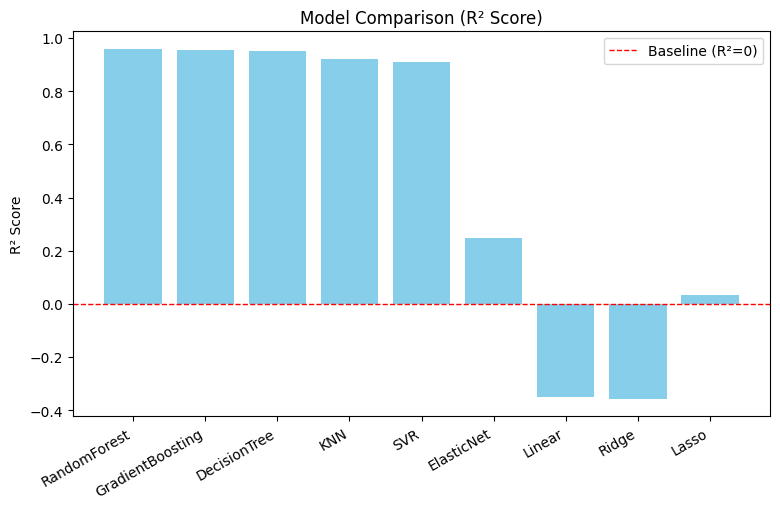 Model Comparison (R² Score)
Baseline (R²=0)
1.0
0.8
0.6
0.4
0.2
0.0
−0.2
−0.4
R² Score
RandomForest
GradientBoosting
DecisionTree
KNN
SVR
ElasticNet
Linear
Ridge
Lasso